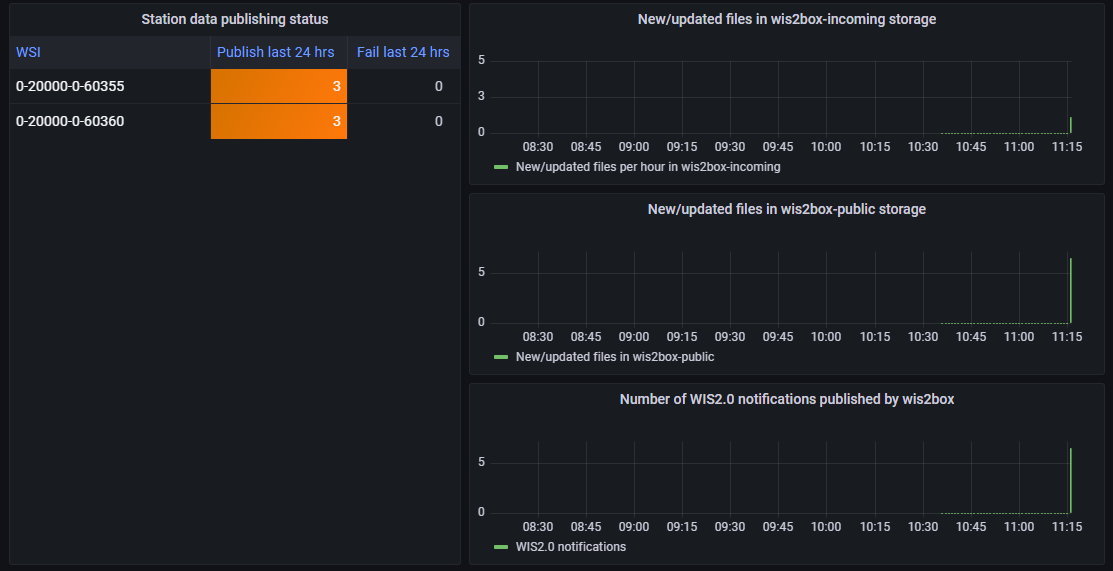 Station data publishing status
WSI Publish last 24 hrs Fail last 24 hrs
0-20000-0-60355 3 0
0-20000-0-60360 3 0
New/updated files in wis2box-incoming storage
5
3
0
08:30 08:45 09:00 09:15 09:30 09:45 10:00 10:15 10:30 10:45 11:00 11:15
New/updated files per hour in wis2box-incoming
New/updated files in wis2box-public storage
5
0
08:30 08:45 09:00 09:15 09:30 09:45 10:00 10:15 10:30 10:45 11:00 11:15
New/updated files in wis2box-public
Number of WIS2.0 notifications published by wis2box
5
0
08:30 08:45 09:00 09:15 09:30 09:45 10:00 10:15 10:30 10:45 11:00 11:15
WIS2.0 notifications